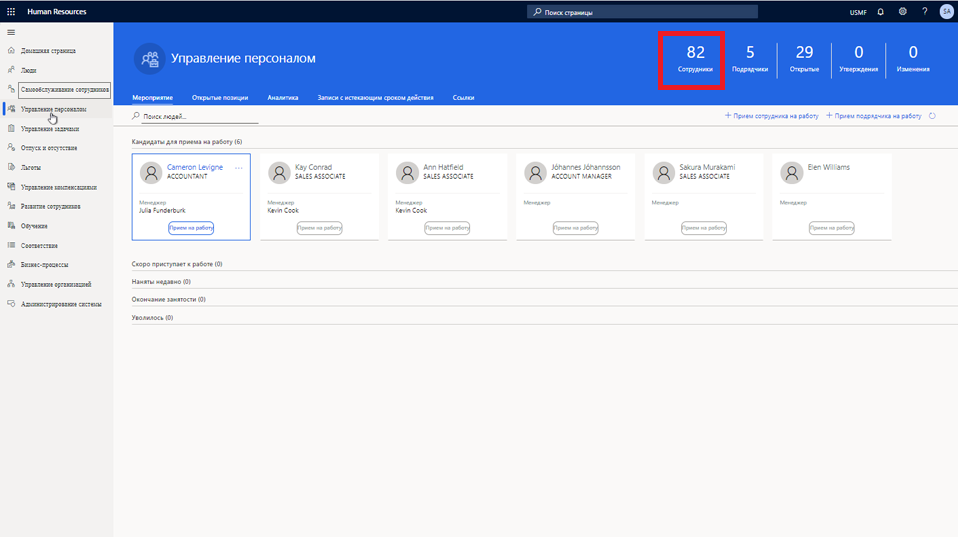 Human Resources
Поиск страницы
USMF
?
SA
Домашная страница
Люди
Самообслуживание сотрудников
Управление персоналом
Управление задачами
Отпуск и отсутствие
Льготы
Управление компенсациями
Развитие сотрудников
Обучение
Соответствие
Бизнес-процессы
Управление организацией
Администрирование системы
Управление персоналом
82 5 29 0 0
Сотрудники Подрядчики Открытые Утверждения Изменения
Мероприятие Открытые позиции Аналитика Записи с истекающим сроком действия Ссылки
Поиск людей...
+ Прием сотрудника на работу + Прием подрядчика на работу
Кандидаты для приема на работу (6)
Cameron Levigne ...
ACCOUNTANT
Менеджер
Julia Funderburk
Прием на работу
Kay Conrad
SALES ASSOCIATE
Менеджер
Kevin Cook
Прием на работу
Ann Hatfield
SALES ASSOCIATE
Менеджер
Kevin Cook
Прием на работу
Jóhannes Jóhannsson
ACCOUNT MANAGER
Менеджер
Прием на работу
Sakura Murakami
SALES ASSOCIATE
Менеджер
Прием на работу
Elen Williams
Менеджер
Прием на работу
Скоро приступает к работе (0)
Наняты недавно (0)
Окончание занятости (0)
Уволилось (0)